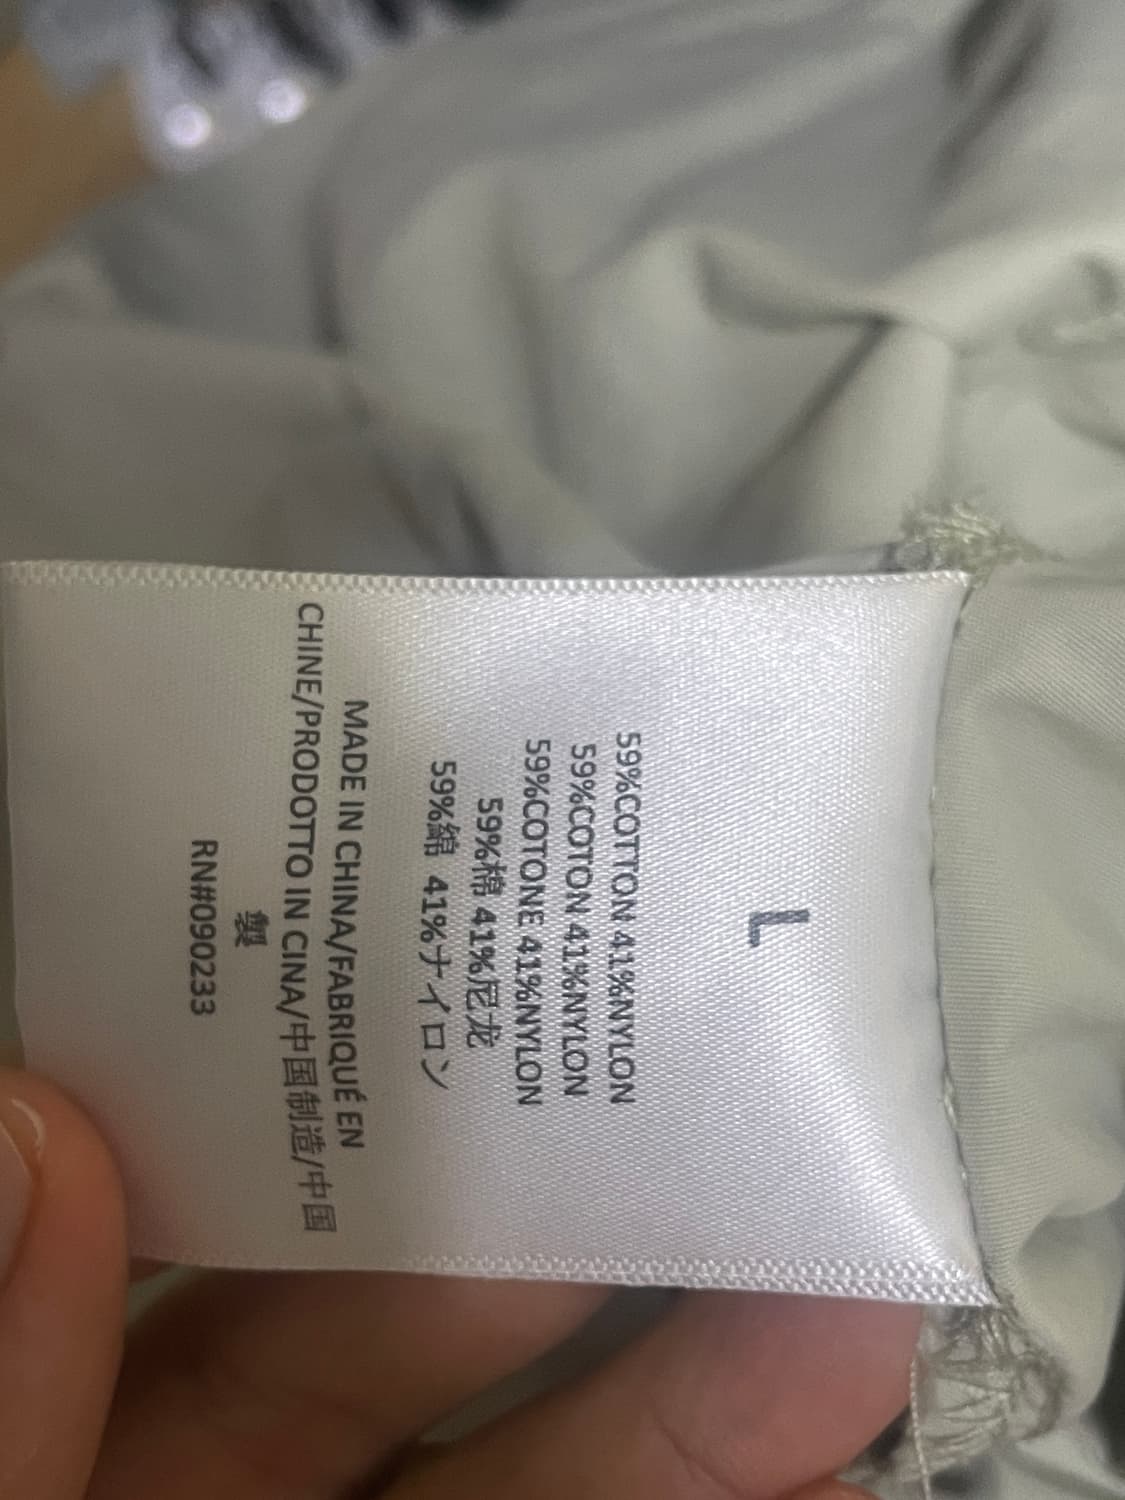 L
59%COTTON 41%NYLON
59%COTON 41%NYLON
59%COTONE 41%NYLON
59%棉 41%尼龙
59%綿 41%ナイロン
MADE IN CHINA/FABRIQUÉ EN
CHINE/PRODOTTO IN CINA/中国制造/中国
製
RN#090233